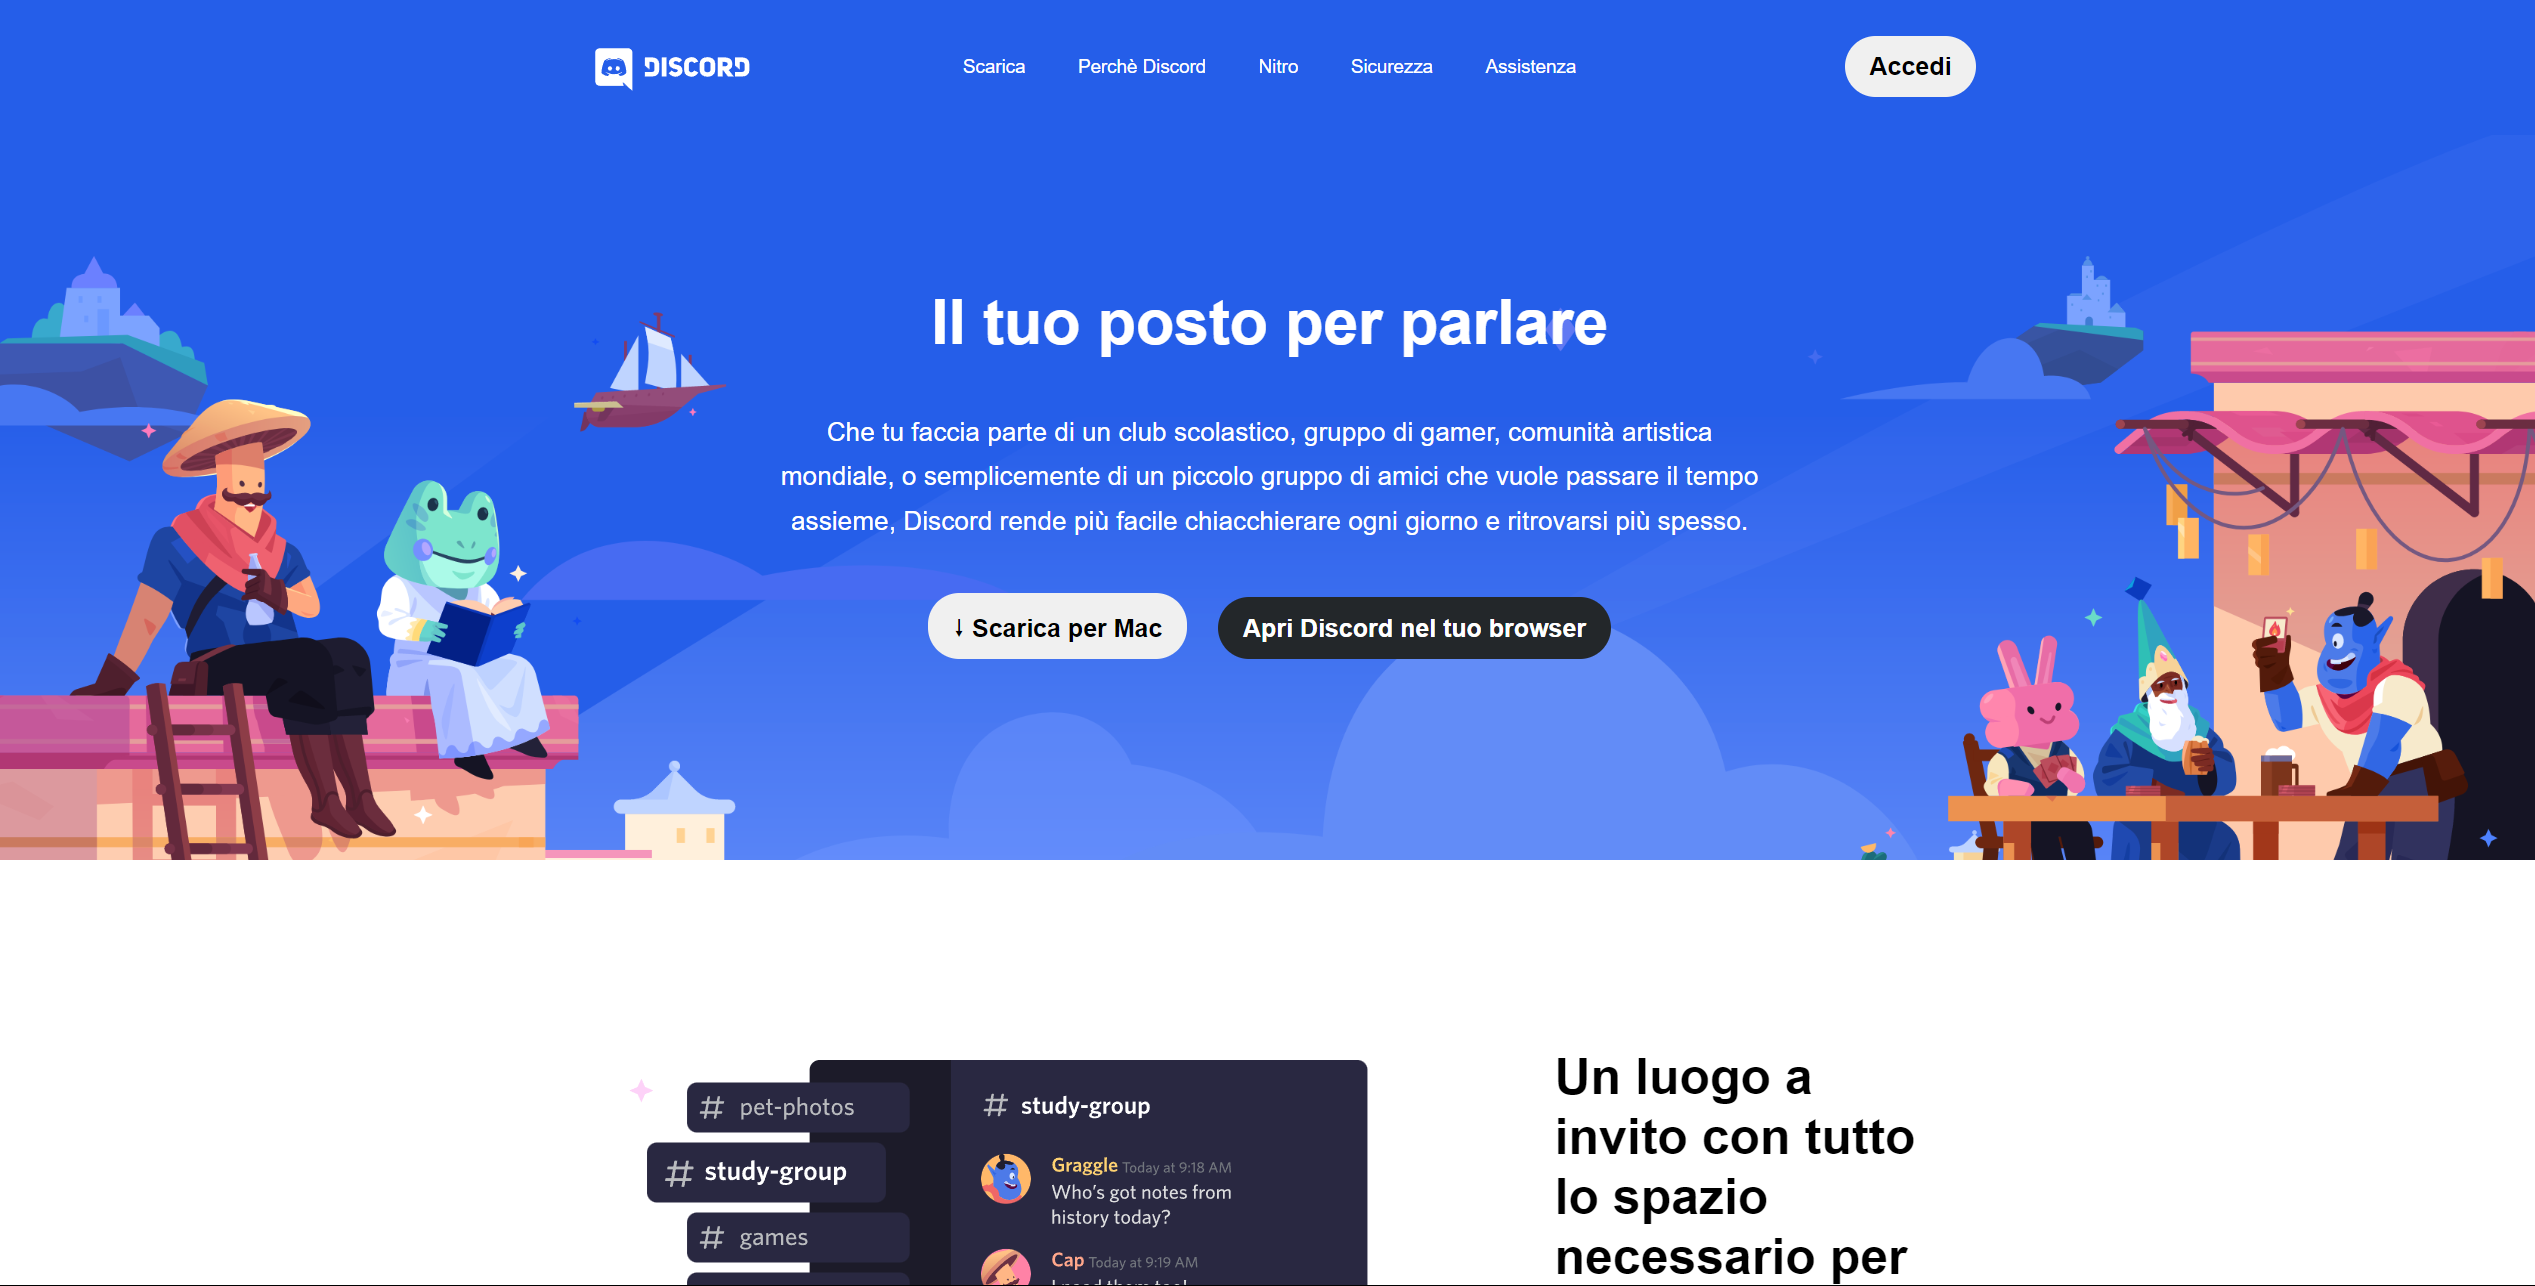 DISCORD
Scarica
Perchè Discord
Nitro
Sicurezza
Assistenza
Accedi
Il tuo posto per parlare
Che tu faccia parte di un club scolastico, gruppo di gamer, comunità artistica
mondiale, o semplicemente di un piccolo gruppo di amici che vuole passare il tempo
assieme, Discord rende più facile chiacchierare ogni giorno e ritrovarsi più spesso.
↓ Scarica per Mac
Apri Discord nel tuo browser
# pet-photos
# study-group
# games
# study-group
Graggle Today at 9:18 AM
Who's got notes from
history today?
Cap Today at 9:19 AM
Un luogo a
invito con tutto
lo spazio
necessario per